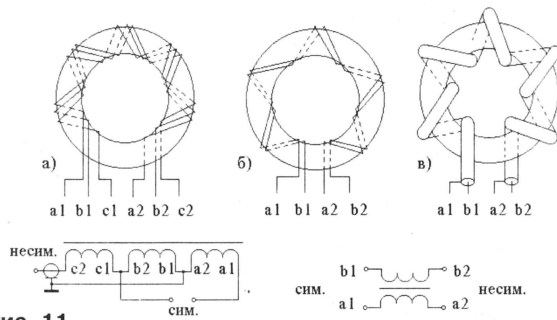 а) б) в)
a1 b1 c1 a2 b2 c2 a1 b1 a2 b2 a1 b1 a2 b2
несим.
c2 c1 b2 b1 a2 a1
сим.
b1 b2
сим. несим.
a1 a2
11